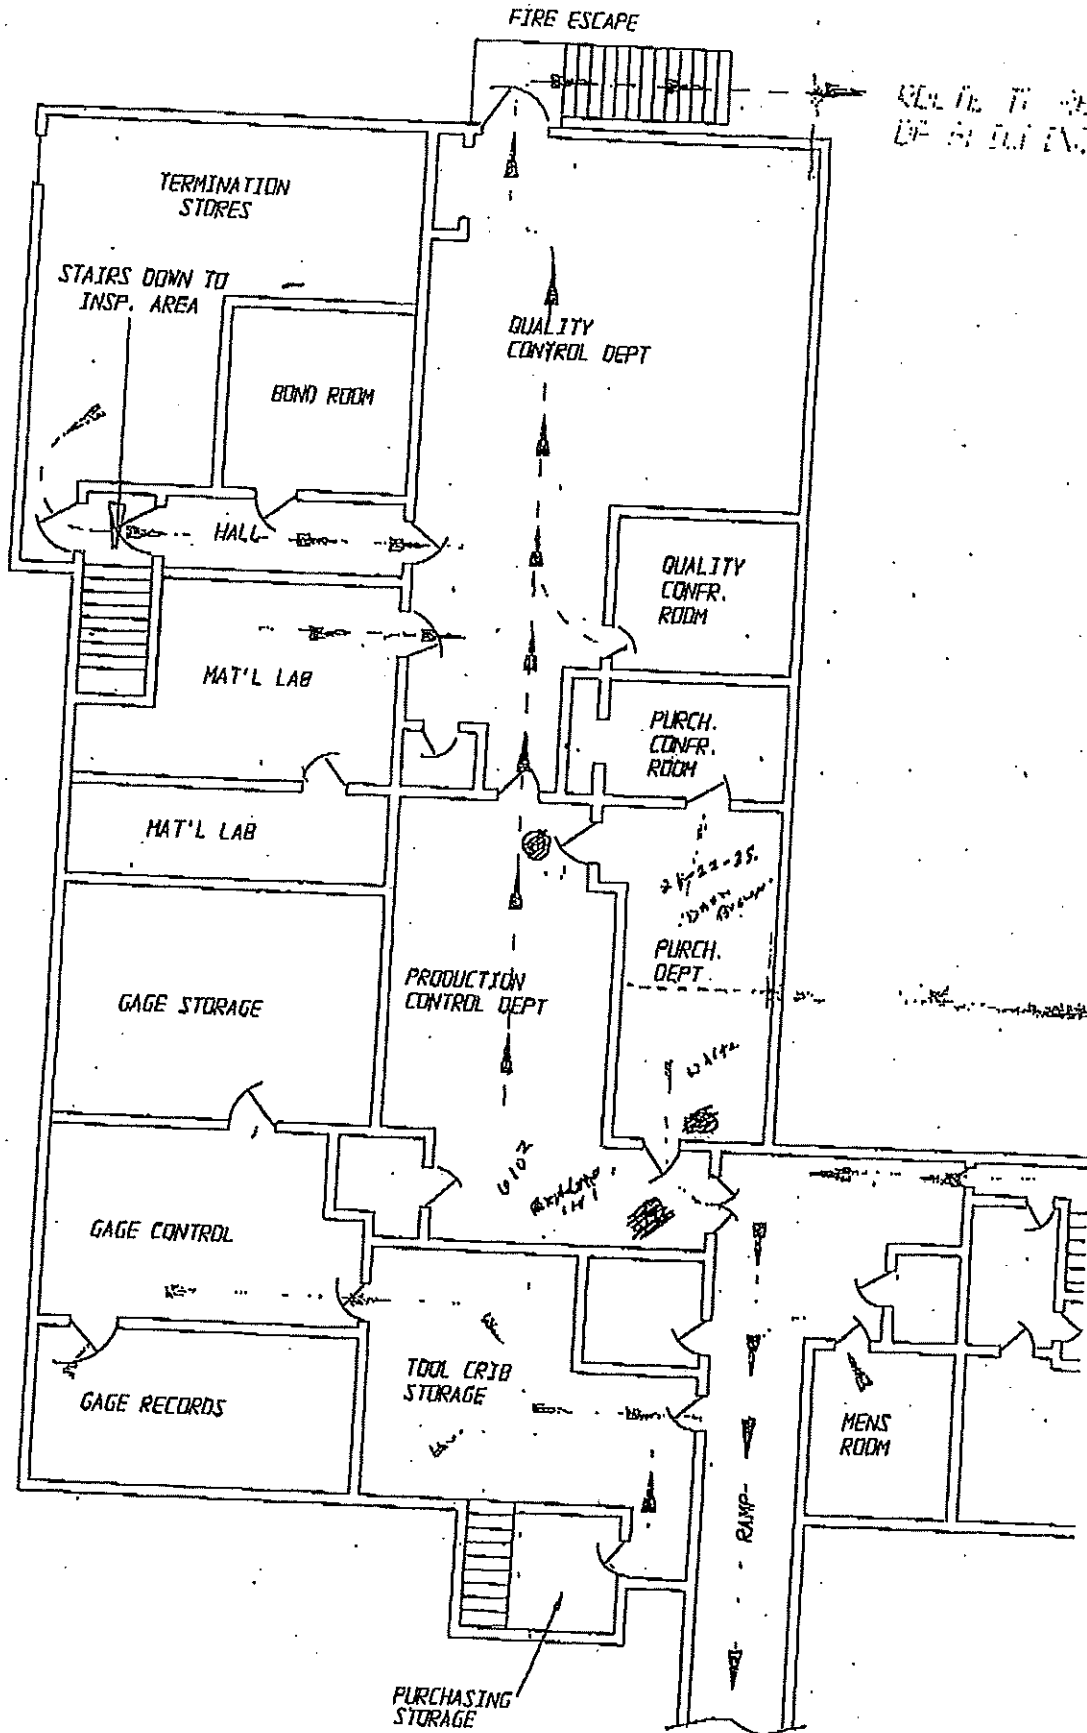 FIRE ESCAPE
TERMINATION
STORES
STAIRS DOWN TO
INSP. AREA
BOND ROOM
QUALITY
CONTROL DEPT
HALL
QUALITY
CONFR.
ROOM
MAT'L LAB
PURCH.
CONFR.
ROOM
MAT'L LAB
PURCH.
DEPT
PRODUCTION
CONTROL DEPT
GAGE STORAGE
White
6102
GAGE CONTROL
TOOL CRIB
STORAGE
GAGE RECORDS
MENS
ROOM
RAMP
PURCHASING
STORAGE